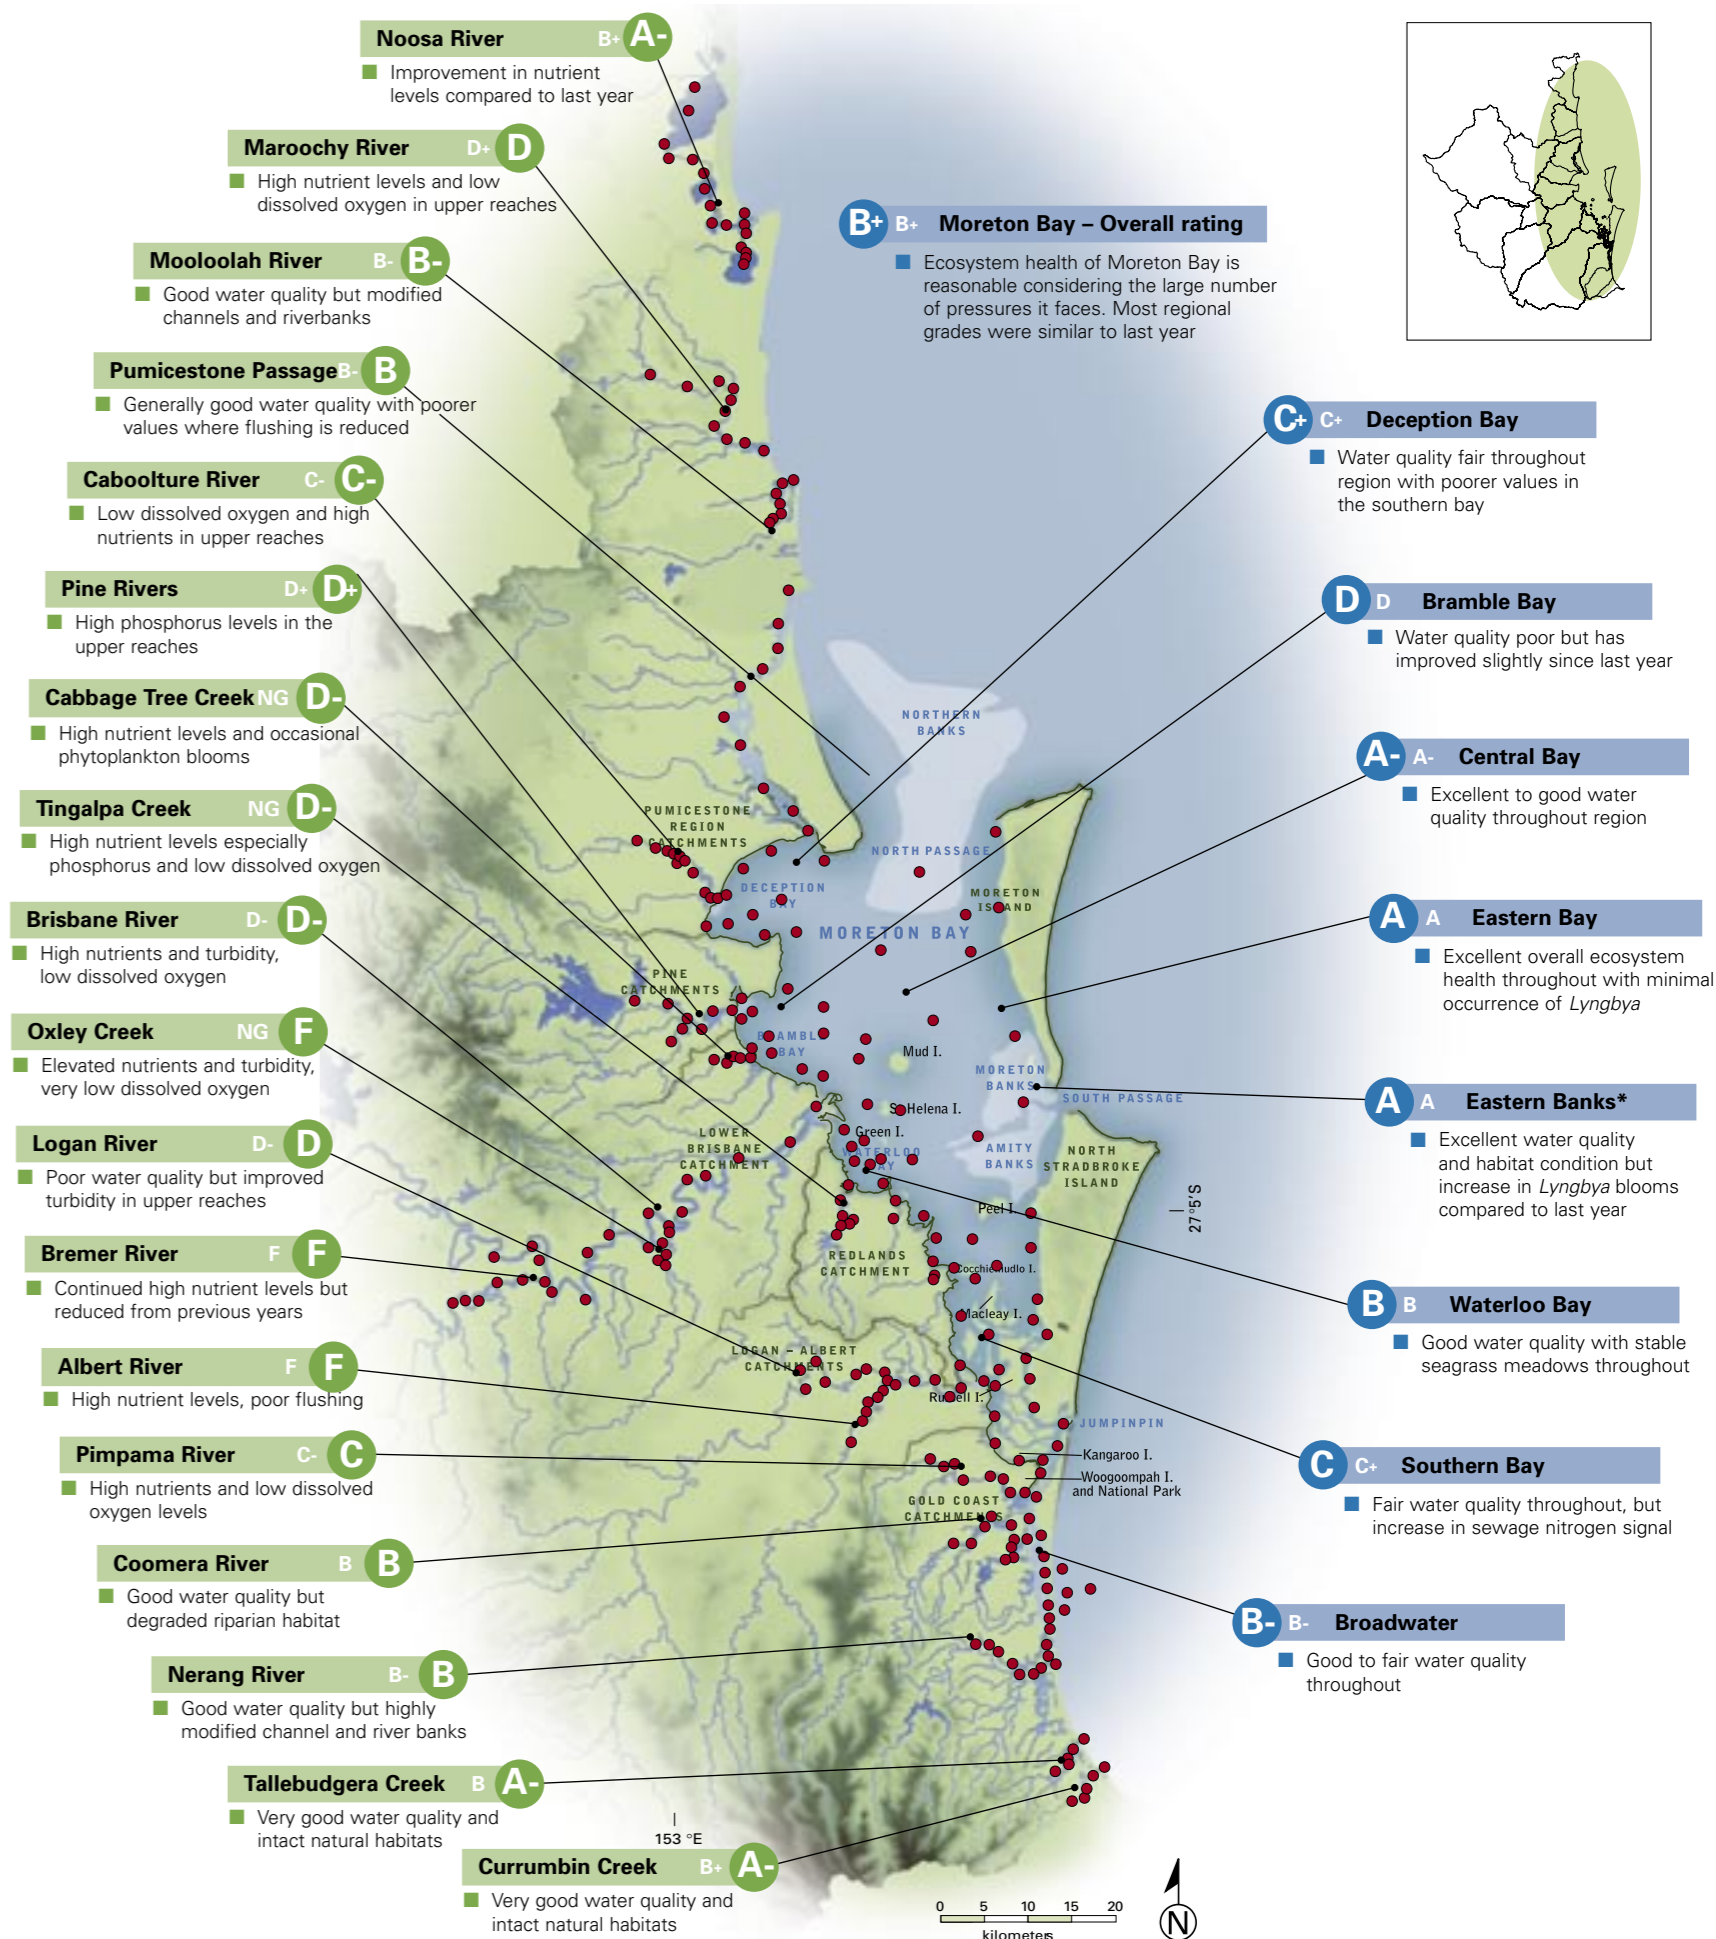 Noosa River B+ A-
Improvement in nutrient
levels compared to last year
Maroochy River D+ D
High nutrient levels and low
dissolved oxygen in upper reaches
Mooloolah River B- B-
Good water quality but modified
channels and riverbanks
Pumicestone Passage B- B
Generally good water quality with poorer
values where flushing is reduced
Caboolture River C- C-
Low dissolved oxygen and high
nutrients in upper reaches
Pine Rivers D+ D+
High phosphorus levels in the
upper reaches
Cabbage Tree Creek NG D-
High nutrient levels and occasional
phytoplankton blooms
Tingalpa Creek NG D-
High nutrient levels especially
phosphorus and low dissolved oxygen
Brisbane River D- D-
High nutrients and turbidity,
low dissolved oxygen
Oxley Creek NG F
Elevated nutrients and turbidity,
very low dissolved oxygen
Logan River D- D
Poor water quality but improved
turbidity in upper reaches
Bremer River F F
Continued high nutrient levels but
reduced from previous years
Albert River F F
High nutrient levels, poor flushing
Pimpama River C- C
High nutrients and low dissolved
oxygen levels
Coomera River B B
Good water quality but
degraded riparian habitat
Nerang River B- B
Good water quality but highly
modified channel and river banks
Tallebudgera Creek B A-
Very good water quality and
intact natural habitats
Currumbin Creek B+ A-
Very good water quality and
intact natural habitats
B+ B+ Moreton Bay – Overall rating
Ecosystem health of Moreton Bay is
reasonable considering the large number
of pressures it faces. Most regional
grades were similar to last year
C+ C+ Deception Bay
Water quality fair throughout
region with poorer values in
the southern bay
D D Bramble Bay
Water quality poor but has
improved slightly since last year
A- A- Central Bay
Excellent to good water
quality throughout region
A A Eastern Bay
Excellent overall ecosystem
health throughout with minimal
occurrence of Lyngbya
A A Eastern Banks*
Excellent water quality
and habitat condition but
increase in Lyngbya blooms
compared to last year
B B Waterloo Bay
Good water quality with stable
seagrass meadows throughout
C C+ Southern Bay
Fair water quality throughout, but
increase in sewage nitrogen signal
B- B- Broadwater
Good to fair water quality
throughout
NORTHERN
BANKS
PUMICESTONE
REGION
CATCHMENTS
NORTH PASSAGE
DECEPTION
BAY
MORETON
ISLAND
MORETON BAY
PINE
CATCHMENTS
BRAMBLE
BAY
Mud I.
MORETON
BANKS
SOUTH PASSAGE
St Helena I.
Green I.
LOWER
BRISBANE
CATCHMENT
WATERLOO
BAY
AMITY
BANKS
NORTH
STRADBROKE
ISLAND
Peel I.
27°5'S
REDLANDS
CATCHMENT
Cocchiemudlo I.
Macleay I.
LOGAN – ALBERT
CATCHMENTS
Russell I.
JUMPINPIN
Kangaroo I.
Woogoompah I.
and National Park
GOLD COAST
CATCHMENTS
153 °E
0 5 10 15 20
kilometers
N